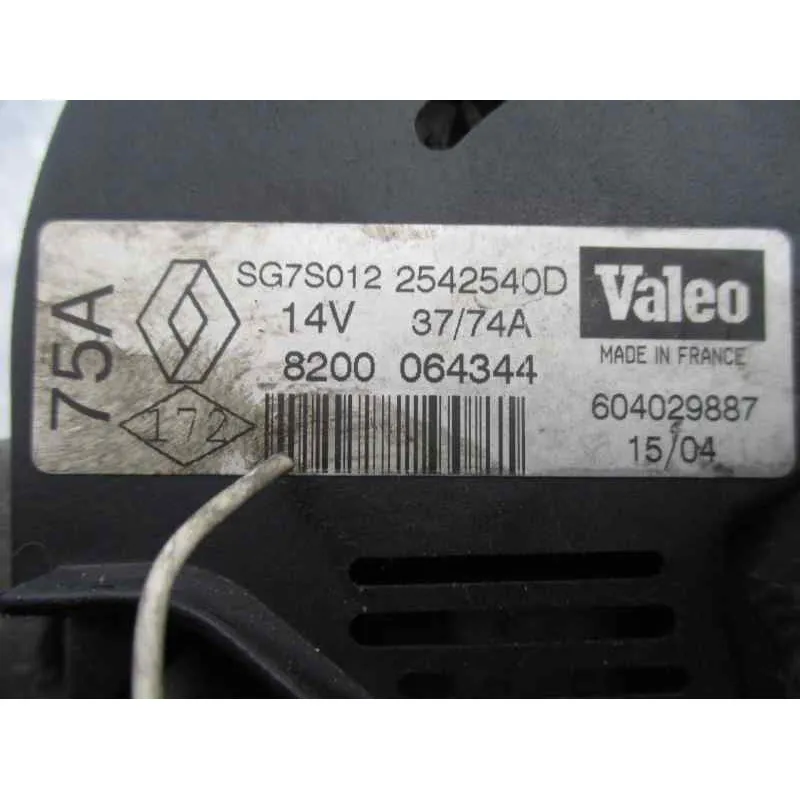 75A
SG7S012 2542540D
14V 37/74A
8200 064344
172
Valeo
MADE IN FRANCE
604029887
15/04